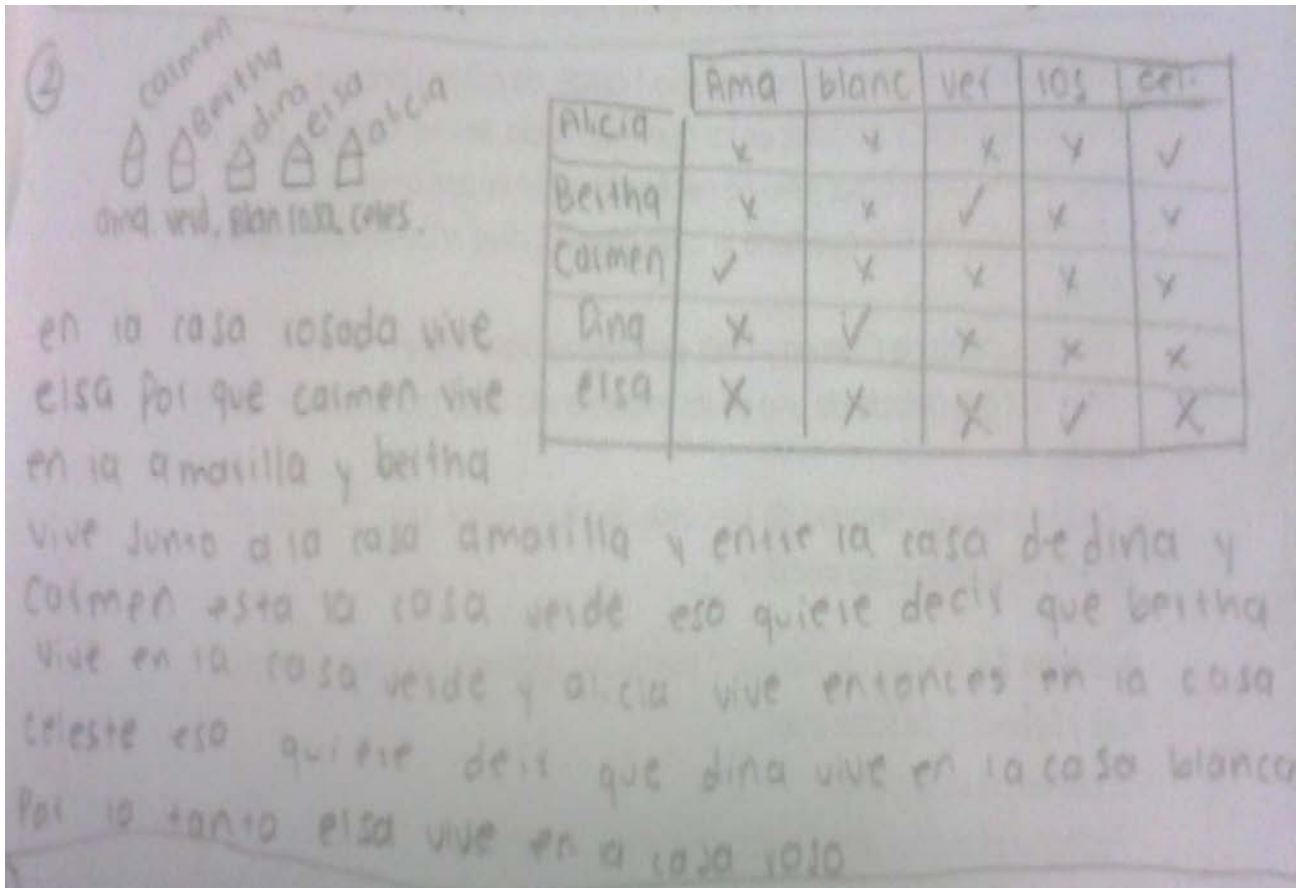 2
Carmen
Bertha
dina
elsa
alicia
ama. verd. Blan rosa, celes.
Ama blanc ver ros cel.
Alicia x x x x ✓
Bertha x x ✓ x x
Carmen ✓ x x x x
Dina x ✓ x x x
elsa x x x ✓ x
en la casa rosada vive
elsa Por que carmen vive
en la amarilla y bertha
vive Junto a la casa amarilla y entre la casa de dina y
Carmen esta la casa verde eso quiere decir que bertha
vive en la casa verde y alicia vive entonces en la casa
celeste eso quiere decir que dina vive en la casa blanca
Por lo tanto elsa vive en a casa roso